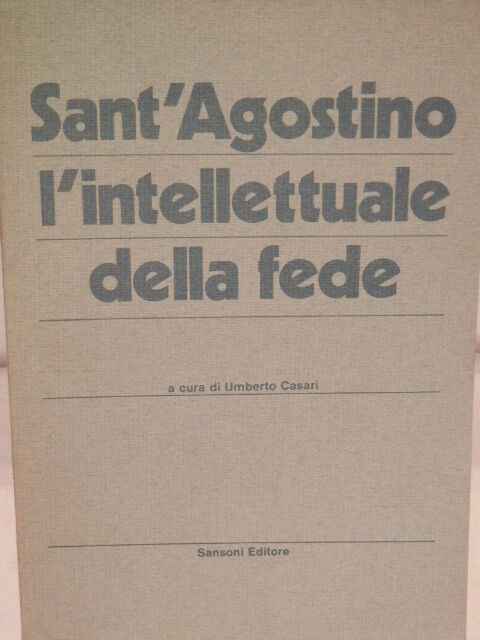 Sant'Agostino
l'intellettuale
della fede
a cura di Umberto Casari
Sansoni Editore